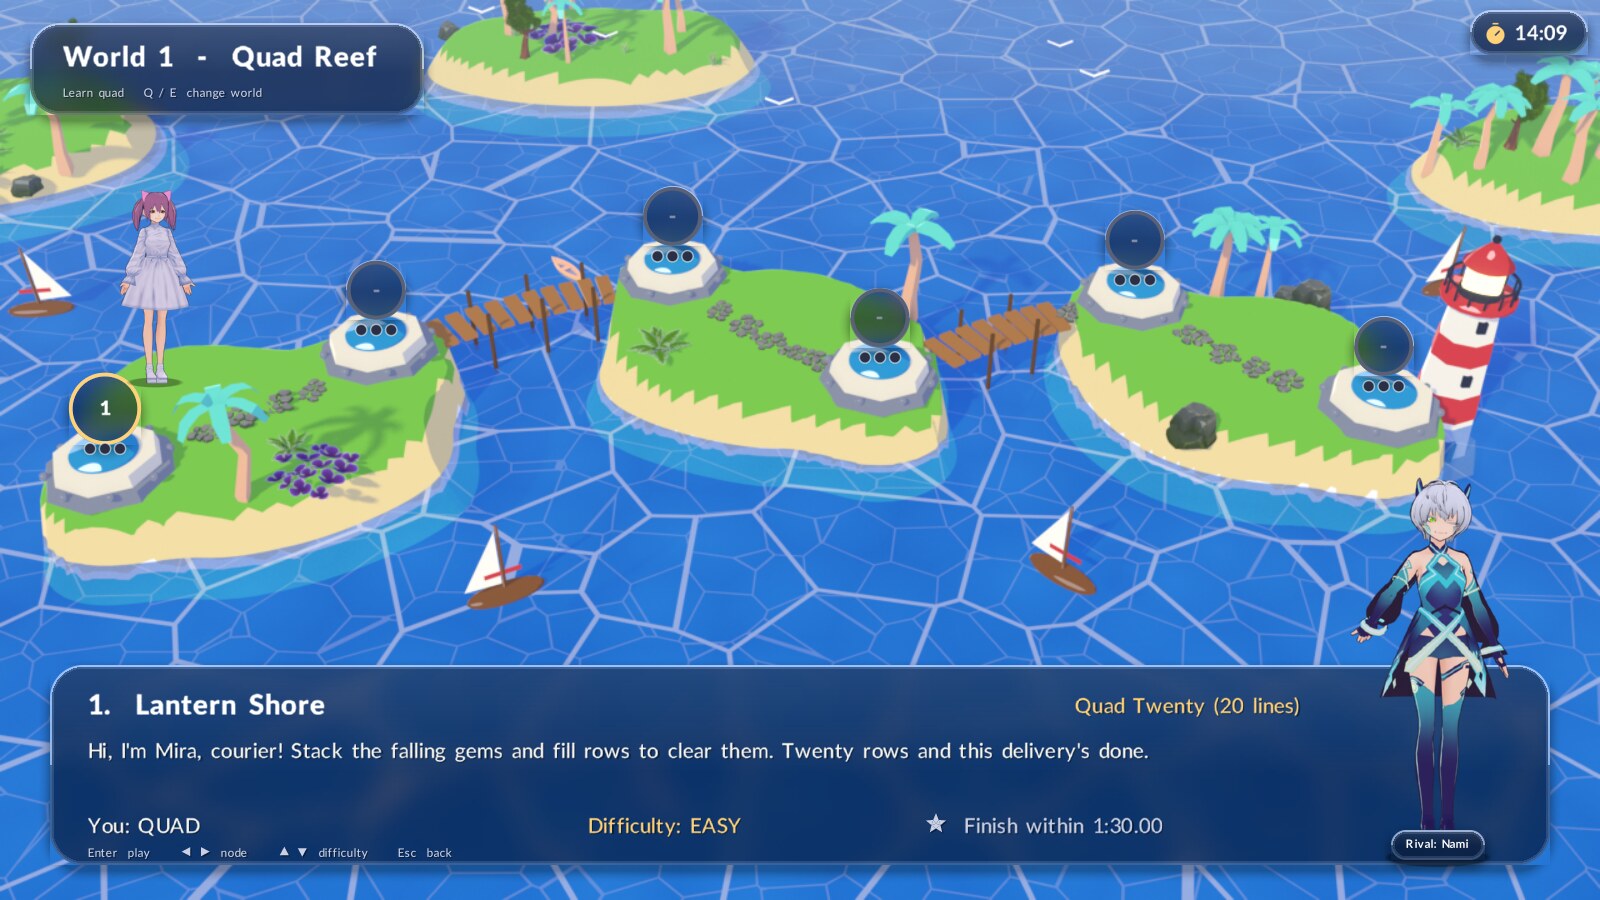 World 1 - Quad Reef
Learn quad Q / E change world
14:09
-
-
-
-
-
1
1. Lantern Shore
Quad Twenty (20 lines)
Hi, I'm Mira, courier! Stack the falling gems and fill rows to clear them. Twenty rows and this delivery's done.
You: QUAD
Difficulty: EASY
★ Finish within 1:30.00
Enter play ◀ ▶ node ▲ ▼ difficulty Esc back
Rival: Nami